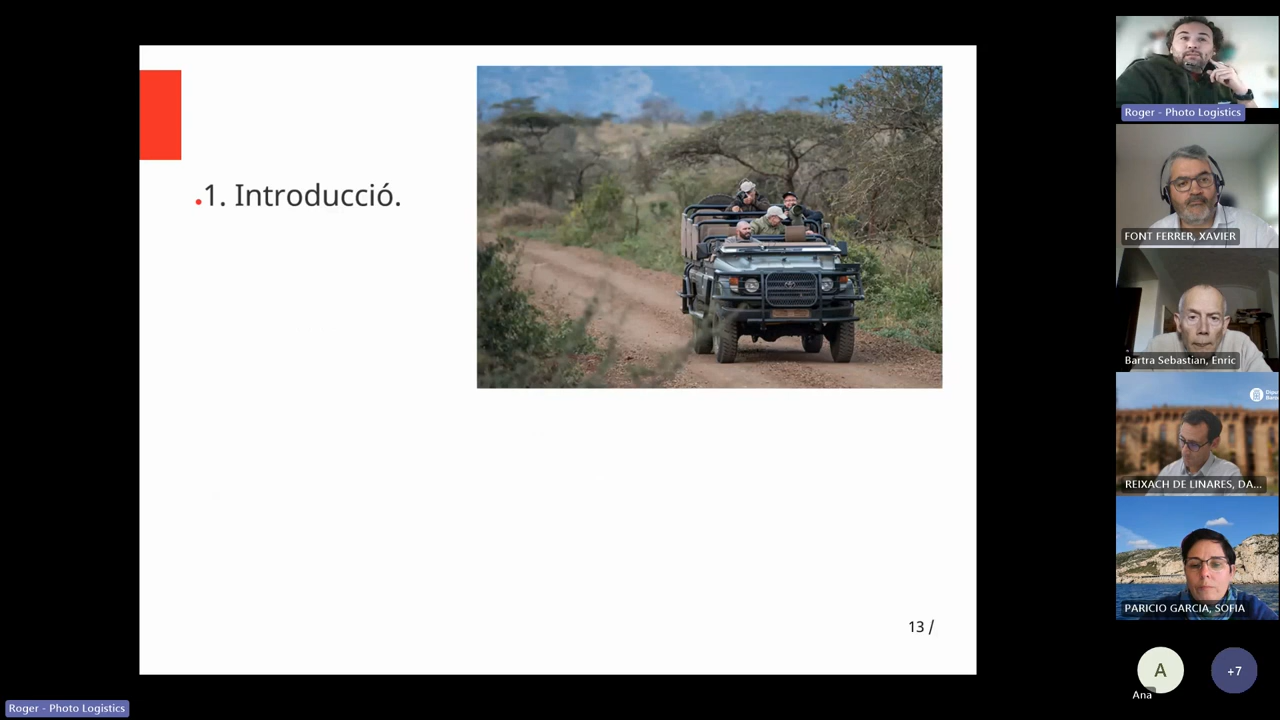 .1. Introducció.
13 /
Roger - Photo Logistics
FONT FERRER, XAVIER
Bartra Sebastian, Enric
REIXACH DE LINARES, DA...
PARICIO GARCIA, SOFIA
A
Ana
+7
Roger - Photo Logistics